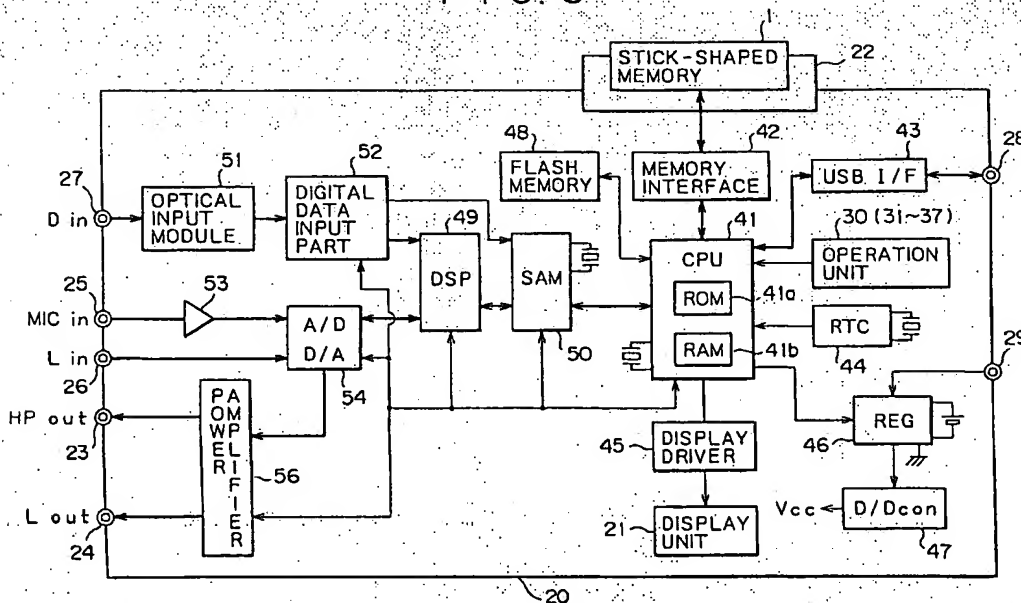 1
STICK-SHAPED
MEMORY
22
48
FLASH
MEMORY
42
MEMORY
INTERFACE
43
USB I/F
28
27
D in
51
OPTICAL
INPUT
MODULE
52
DIGITAL
DATA
INPUT
PART
49
DSP
SAM
50
41
CPU
ROM
41a
RAM
41b
30 (31~37)
OPERATION
UNIT
RTC
44
29
25
MIC in
53
L in
26
A/D
D/A
54
HP out
23
POWER
AMPLIFIER
56
L out
24
45
DISPLAY
DRIVER
21
DISPLAY
UNIT
REG
46
Vcc
D/Dcon
47
20